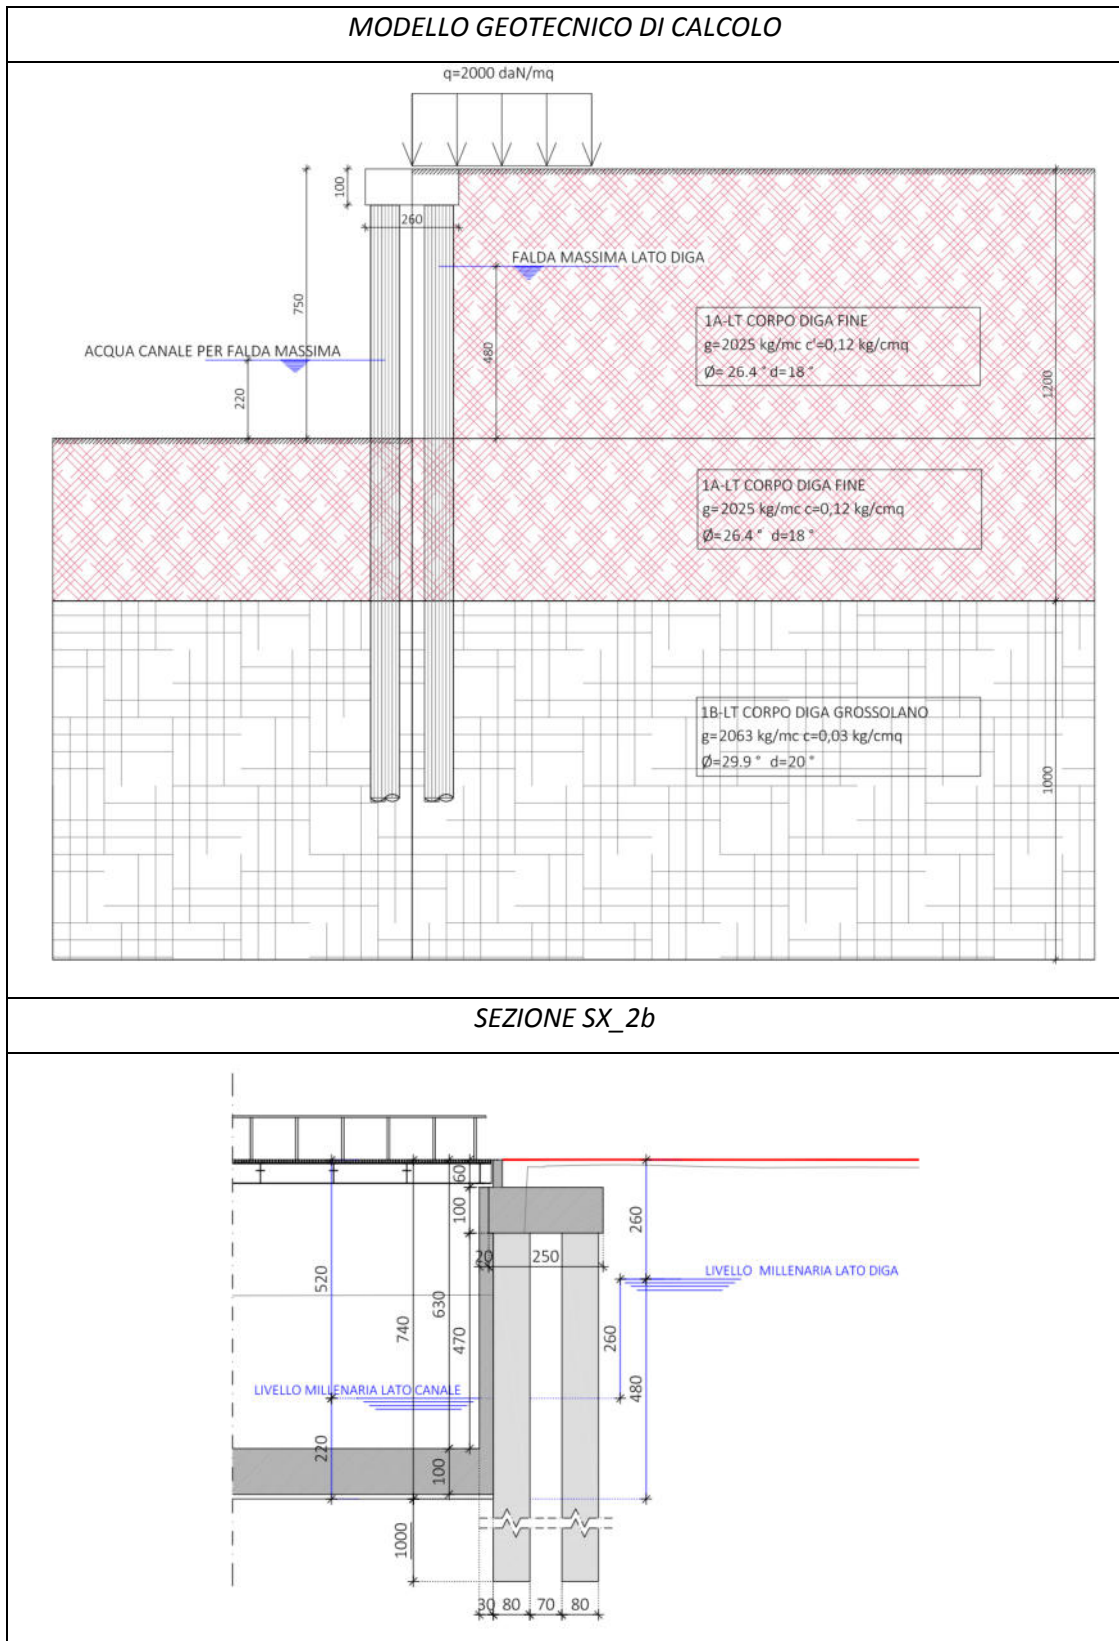 MODELLO GEOTECNICO DI CALCOLO
q=2000 daN/mq
100
260
FALDA MASSIMA LATO DIGA
750
ACQUA CANALE PER FALDA MASSIMA
480
220
1A-LT CORPO DIGA FINE
g=2025 kg/mc c'=0,12 kg/cmq
Ø= 26.4 ° d=18 °
1200
1A-LT CORPO DIGA FINE
g=2025 kg/mc c=0,12 kg/cmq
Ø=26.4 ° d=18 °
1B-LT CORPO DIGA GROSSOLANO
g=2063 kg/mc c=0,03 kg/cmq
Ø=29.9 ° d=20 °
1000
SEZIONE SX_2b
60
100
260
20
250
LIVELLO MILLENARIA LATO DIGA
520
630
740
470
260
LIVELLO MILLENARIA LATO CANALE
480
220
100
1000
30 80 70 80